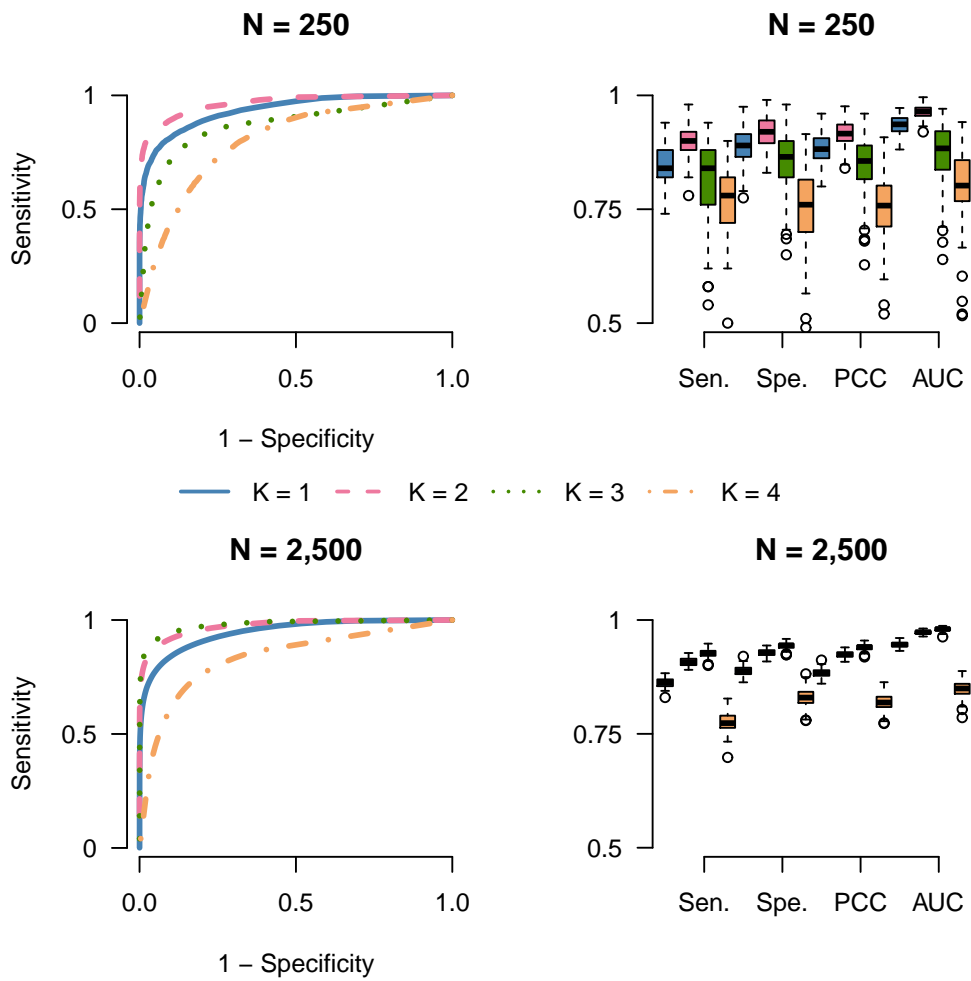 N = 250
Sensitivity
1
0.5
0
0.0 0.5 1.0
1 − Specificity
N = 250
1
0.75
0.5
Sen. Spe. PCC AUC
K = 1 K = 2 K = 3 K = 4
N = 2,500
Sensitivity
1
0.5
0
0.0 0.5 1.0
1 − Specificity
N = 2,500
1
0.75
0.5
Sen. Spe. PCC AUC